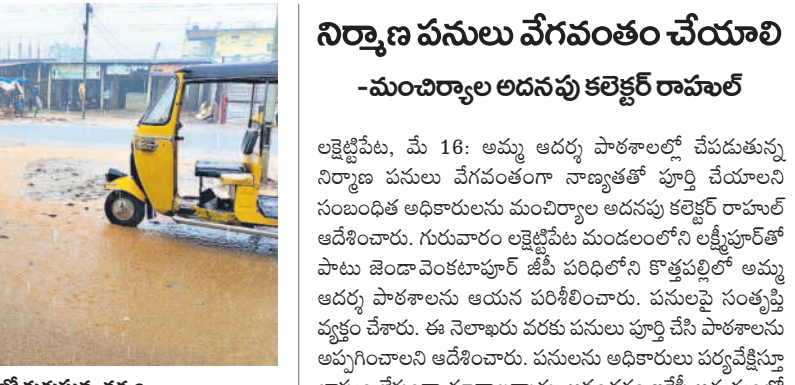 నిర్మాణ పనులు వేగవంతం చేయాలి
-మంచిర్యాల అదనపు కలెక్టర్ రాహుల్
లక్షెట్టిపేట, మే 16: అమ్మ ఆదర్శ పాఠశాలల్లో చేపడుతున్న
నిర్మాణ పనులు వేగవంతంగా నాణ్యతతో పూర్తి చేయాలని
సంబంధిత అధికారులను మంచిర్యాల అదనపు కలెక్టర్ రాహుల్
ఆదేశించారు. గురువారం లక్షెట్టిపేట మండలంలోని లక్ష్మీపూర్‌తో
పాటు జెండావెంకటాపూర్ జీపీ పరిధిలోని కొత్తపల్లిలో అమ్మ
ఆదర్శ పాఠశాలను ఆయన పరిశీలించారు. పనులపై సంతృప్తి
వ్యక్తం చేశారు. ఈ నెలాఖరు వరకు పనులు పూర్తి చేసి పాఠశాలను
అప్పగించాలని ఆదేశించారు. పనులను అధికారులు పర్యవేక్షిస్తూ